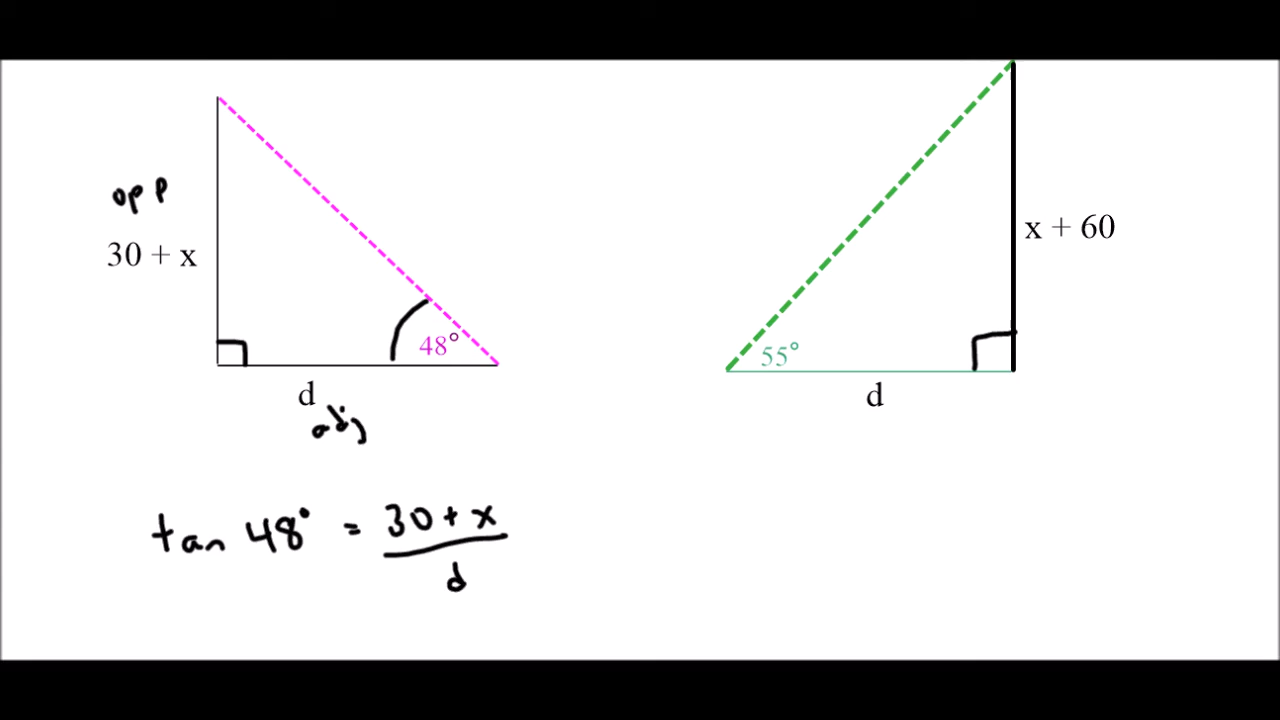 opp
30 + x
48°
d
adj
x + 60
55°
d
tan 48° = 30 + x
d